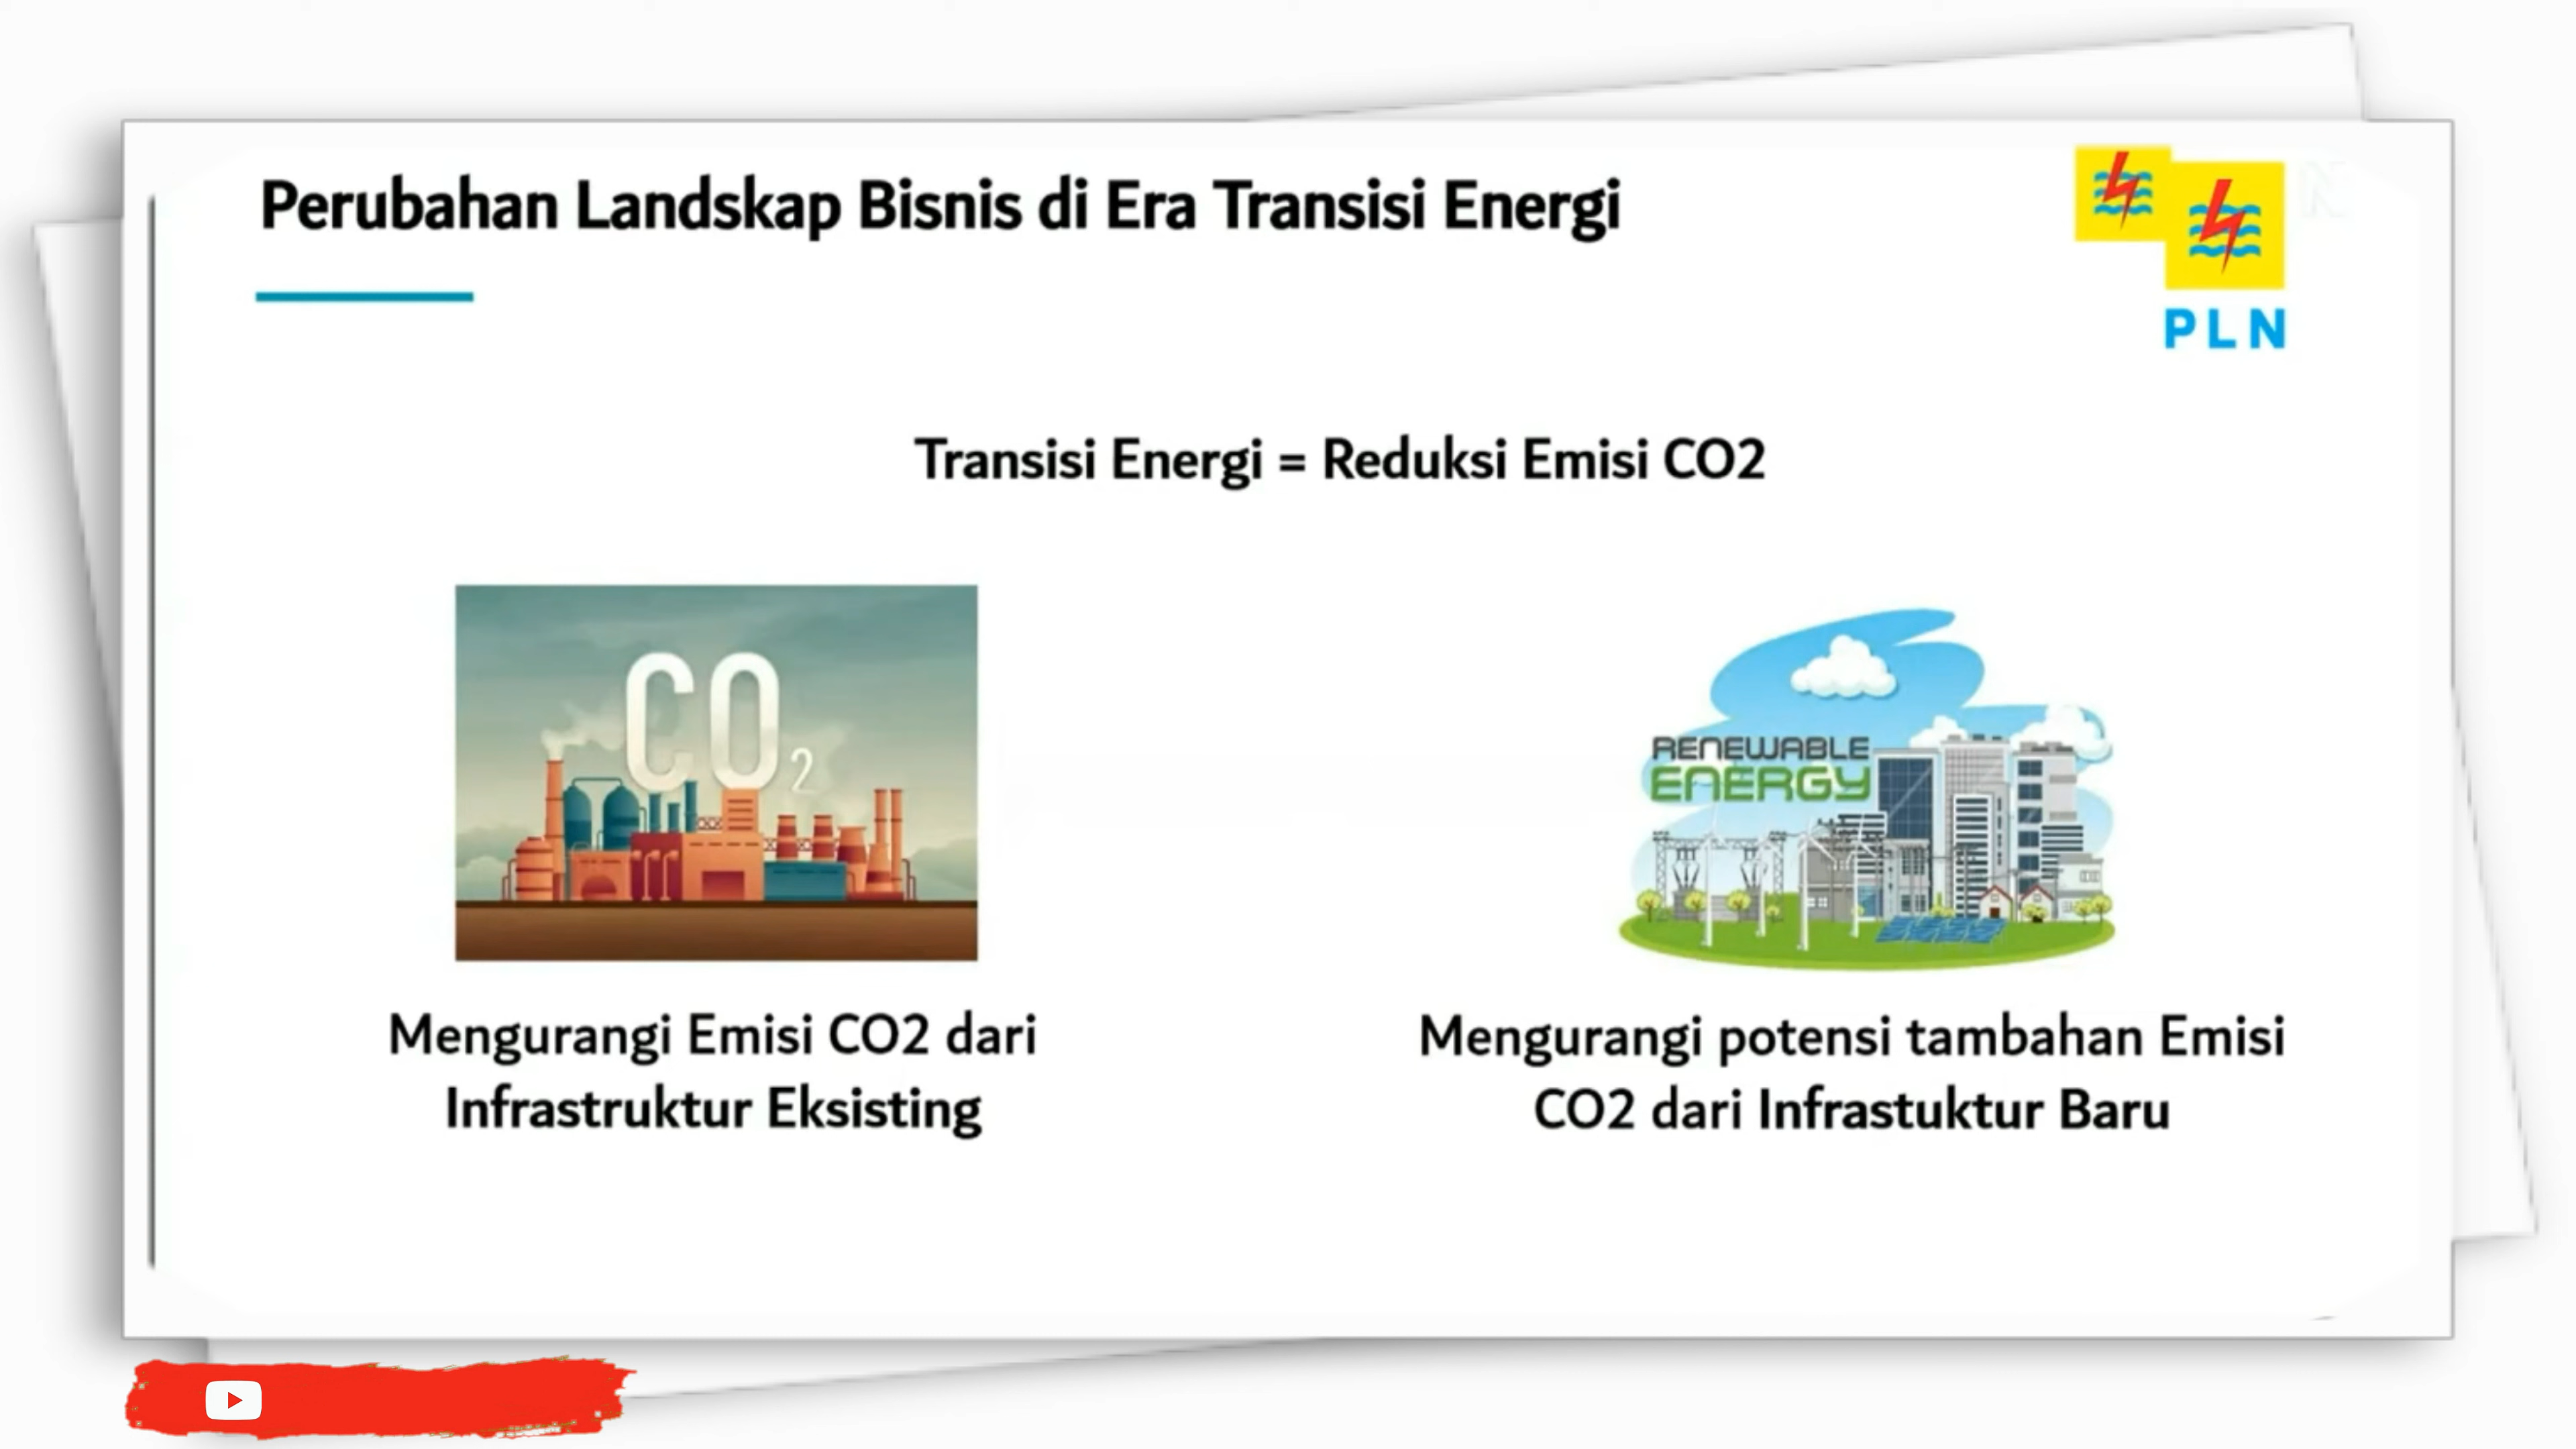 Perubahan Landskap Bisnis di Era Transisi Energi
PLN
Transisi Energi = Reduksi Emisi CO2
CO2
RENEWABLE
ENERGY
Mengurangi Emisi CO2 dari
Infrastruktur Eksisting
Mengurangi potensi tambahan Emisi
CO2 dari Infrastuktur Baru